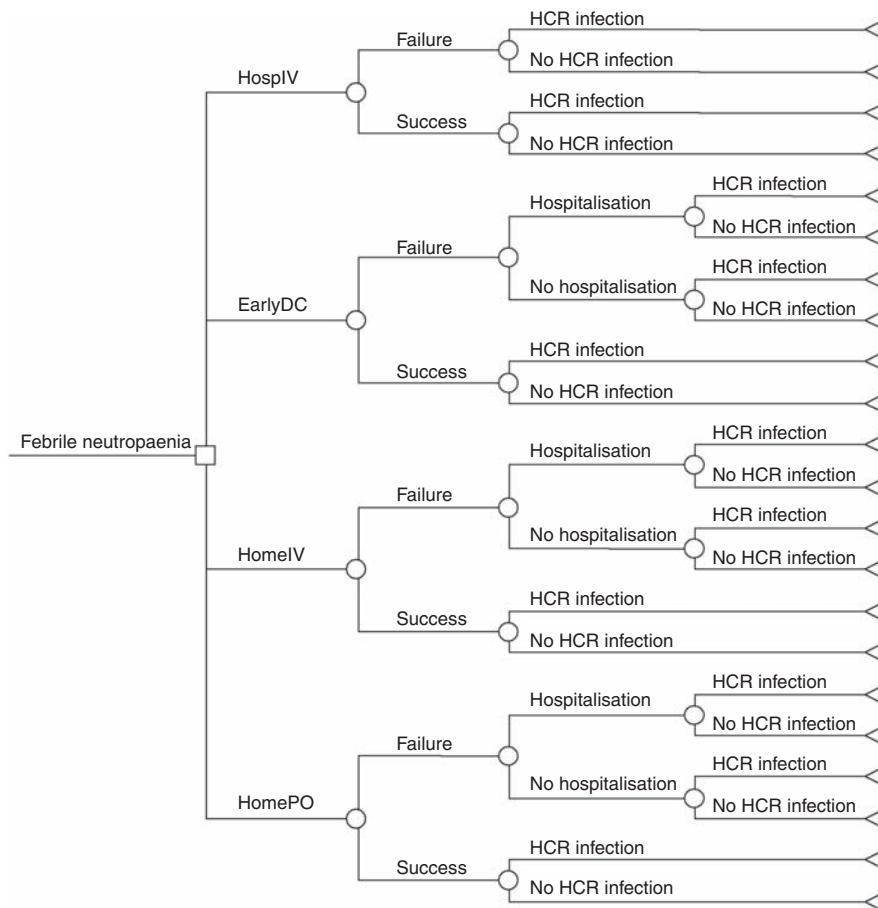 HCR infection
Failure
No HCR infection
HospIV
HCR infection
Success
No HCR infection
HCR infection
Hospitalisation
No HCR infection
Failure
HCR infection
No hospitalisation
No HCR infection
EarlyDC
HCR infection
Success
No HCR infection
Febrile neutropaenia
HCR infection
Hospitalisation
No HCR infection
Failure
HCR infection
No hospitalisation
No HCR infection
HomeIV
HCR infection
Success
No HCR infection
HCR infection
Hospitalisation
No HCR infection
Failure
HCR infection
No hospitalisation
No HCR infection
HomePO
HCR infection
Success
No HCR infection